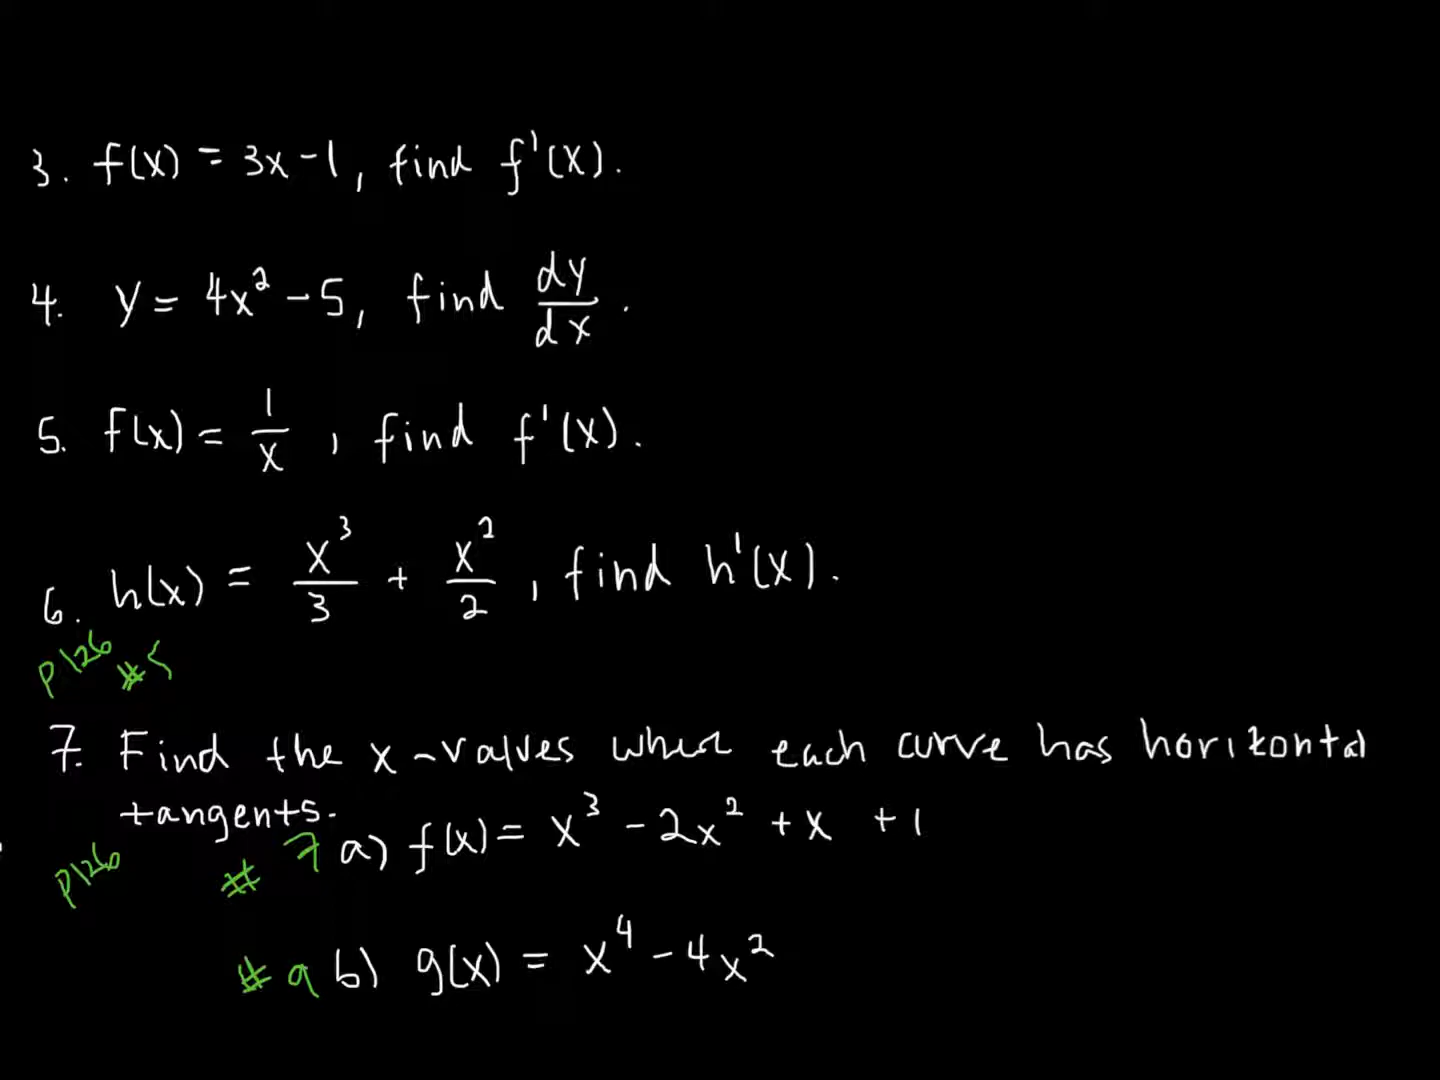 3. f(x) = 3x - 1, find f'(x).
4. y = 4x² - 5, find dy/dx.
5. f(x) = 1/x, find f'(x).
6. h(x) = x³/3 + x²/2, find h'(x).
p126 #5
7. Find the x-values where each curve has horizontal
tangents.
p126 #7 a) f(x) = x³ - 2x² + x + 1
#9 b) g(x) = x⁴ - 4x²